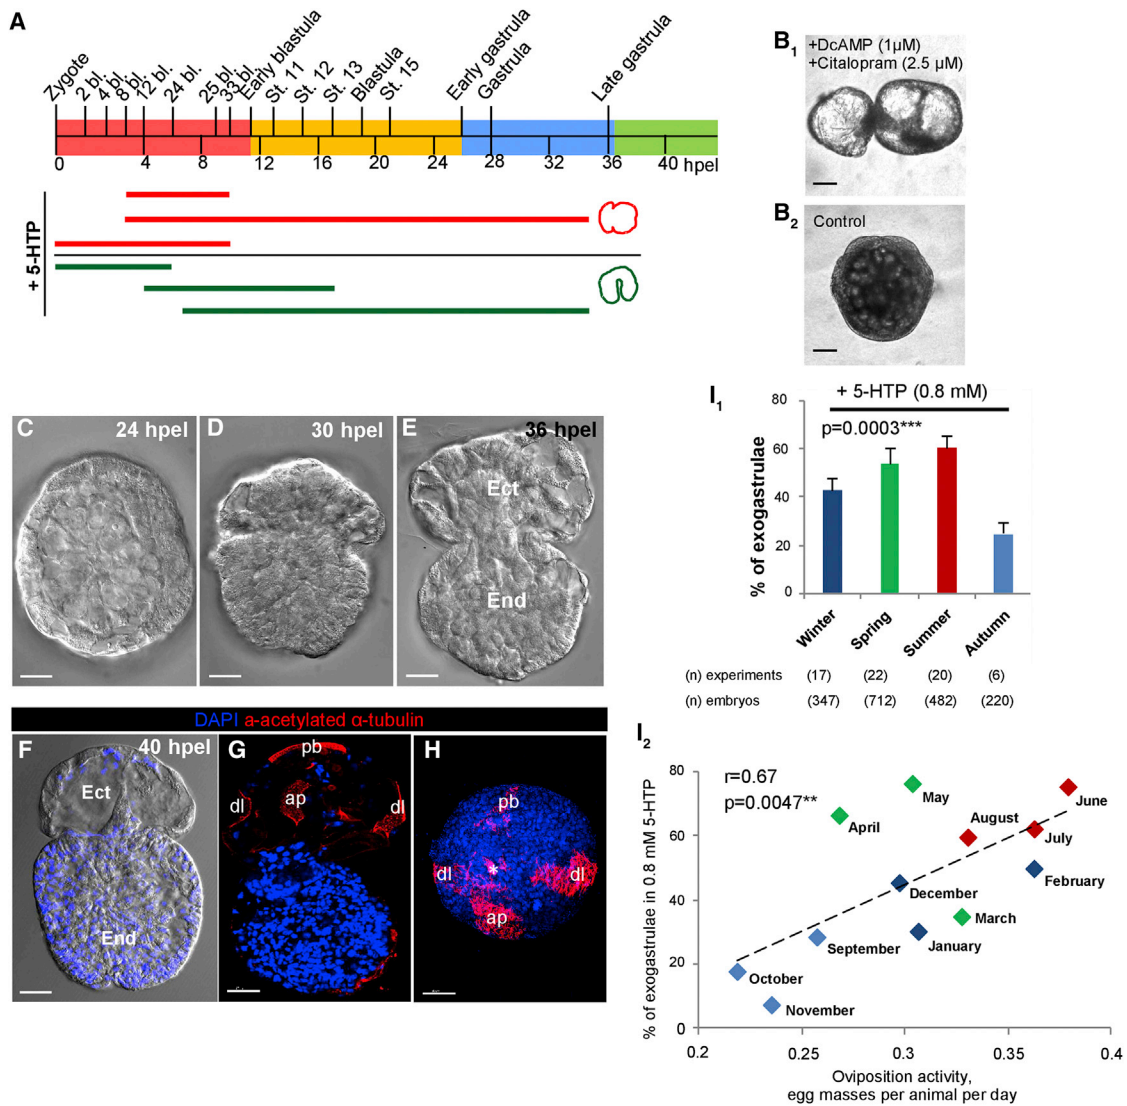 A
Zygote
2 bl.
4 bl.
8 bl.
12 bl.
24 bl.
25 bl.
33 bl.
Early blastula
St. 11
St. 12
St. 13
Blastula
St. 15
Early gastrula
Gastrula
Late gastrula
0 4 8 12 16 20 24 28 32 36 40 hpel
+ 5-HTP
B1
+DcAMP (1µM)
+Citalopram (2.5 µM)
B2
Control
C 24 hpel
D 30 hpel
E 36 hpel
Ect
End
DAPI a-acetylated α-tubulin
F 40 hpel
Ect
End
G
pb
dl
ap
dl
H
pb
dl
*
dl
ap
I1
+ 5-HTP (0.8 mM)
p=0.0003***
% of exogastrulae
80
60
40
20
0
Winter
Spring
Summer
Autumn
(n) experiments (17) (22) (20) (6)
(n) embryos (347) (712) (482) (220)
I2
r=0.67
p=0.0047**
% of exogastrulae in 0.8 mM 5-HTP
80
60
40
20
0
May
June
April
August
July
February
December
March
January
September
October
November
0.2 0.25 0.3 0.35 0.4
Oviposition activity,
egg masses per animal per day